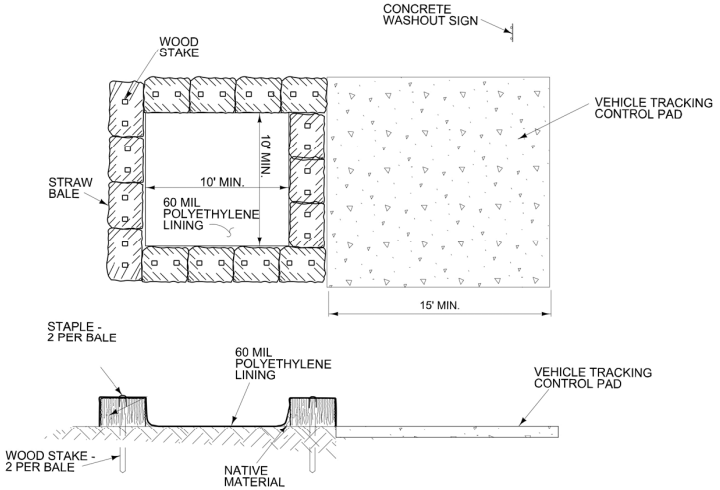 CONCRETE
WASHOUT SIGN
WOOD
STAKE
VEHICLE TRACKING
CONTROL PAD
10' MIN.
10' MIN.
STRAW
BALE
60 MIL
POLYETHYLENE
LINING
15' MIN.
STAPLE -
2 PER BALE
60 MIL
POLYETHYLENE
LINING
VEHICLE TRACKING
CONTROL PAD
WOOD STAKE -
2 PER BALE
NATIVE
MATERIAL